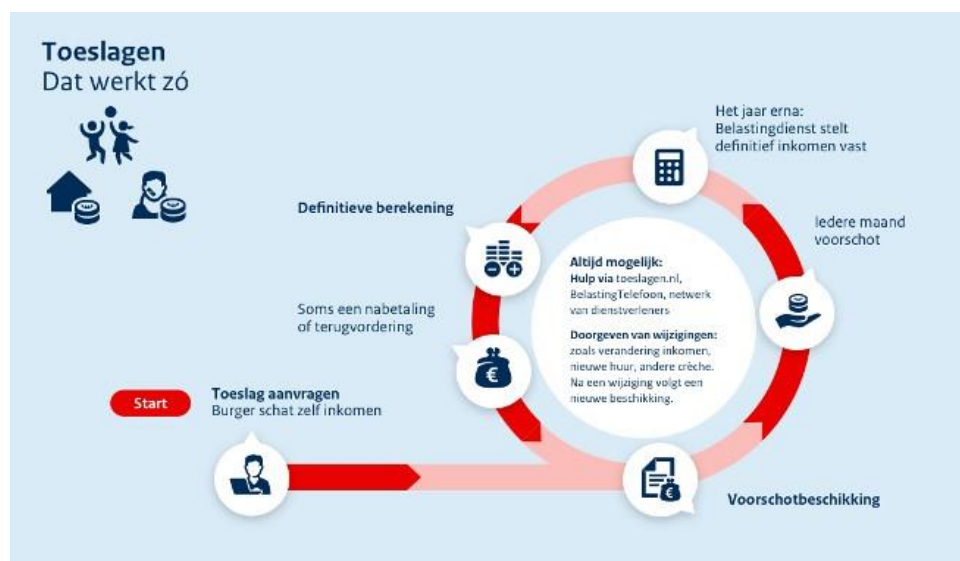 Toeslagen
Dat werkt zó
Het jaar erna:
Belastingdienst stelt
definitief inkomen vast
Definitieve berekening
Iedere maand
voorschot
Altijd mogelijk:
Hulp via toeslagen.nl,
BelastingTelefoon, netwerk
van dienstverleners
Doorgeven van wijzigingen:
zoals verandering inkomen,
nieuwe huur, andere crèche.
Na een wijziging volgt een
nieuwe beschikking.
Soms een nabetaling
of terugvordering
€
Start
Toeslag aanvragen
Burger schat zelf inkomen
€
Voorschotbeschikking